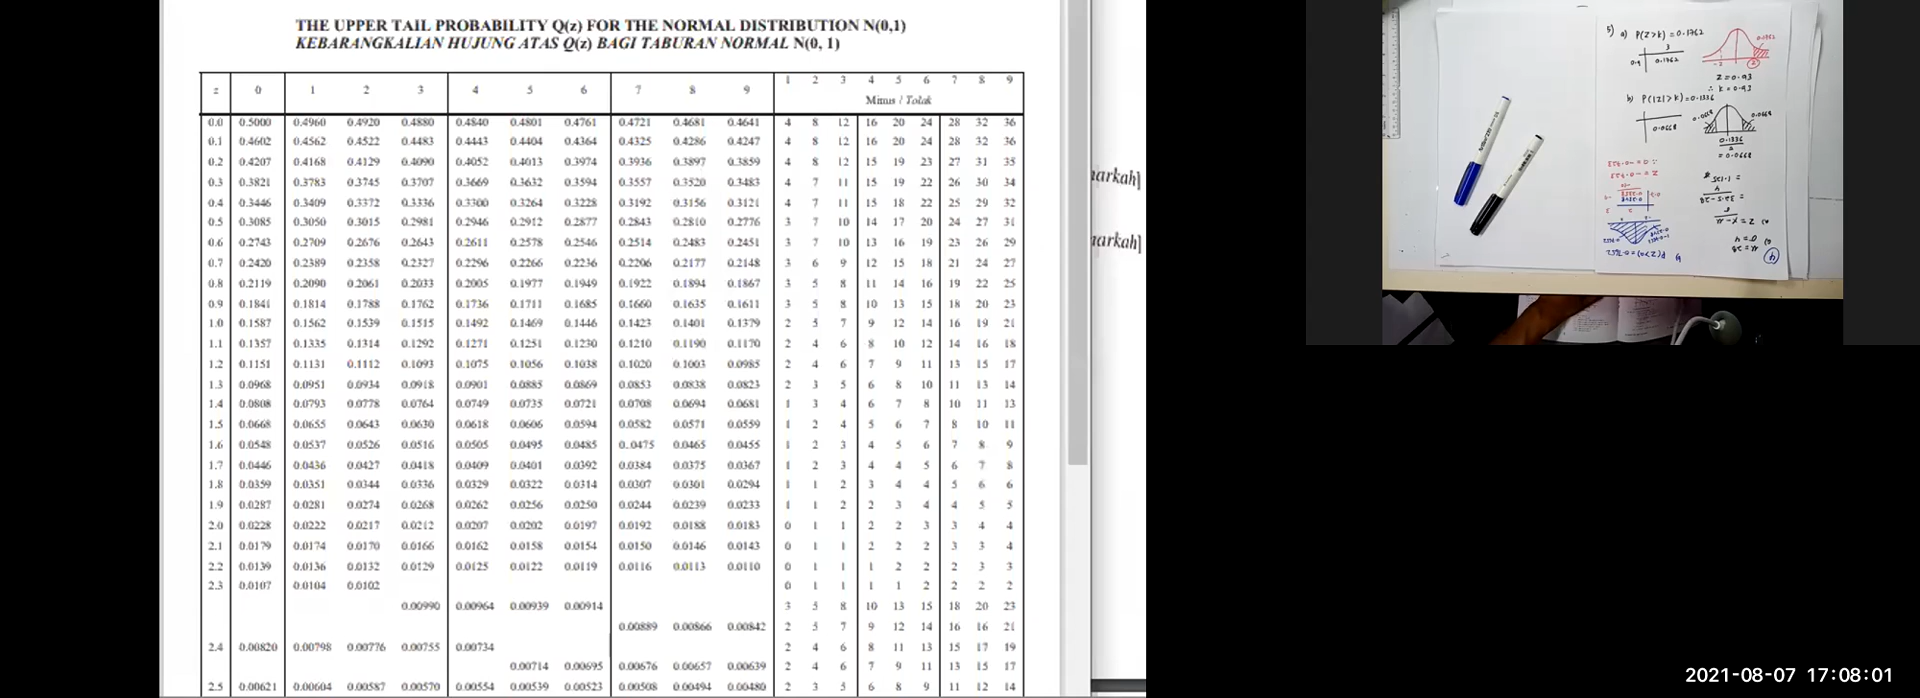 THE UPPER TAIL PROBABILITY Q(z) FOR THE NORMAL DISTRIBUTION N(0,1)
KEBARANGKALIAN HUJUNG ATAS Q(z) BAGI TABURAN NORMAL N(0, 1)
z 0 1 2 3 4 5 6 7 8 9 1 2 3 4 5 6 7 8 9
Minus / Tolak
0.0 0.5000 0.4960 0.4920 0.4880 0.4840 0.4801 0.4761 0.4721 0.4681 0.4641 4 8 12 16 20 24 28 32 36
0.1 0.4602 0.4562 0.4522 0.4483 0.4443 0.4404 0.4364 0.4325 0.4286 0.4247 4 8 12 16 20 24 28 32 36
0.2 0.4207 0.4168 0.4129 0.4090 0.4052 0.4013 0.3974 0.3936 0.3897 0.3859 4 8 12 15 19 23 27 31 35
0.3 0.3821 0.3783 0.3745 0.3707 0.3669 0.3632 0.3594 0.3557 0.3520 0.3483 4 7 11 15 19 22 26 30 34
0.4 0.3446 0.3409 0.3372 0.3336 0.3300 0.3264 0.3228 0.3192 0.3156 0.3121 4 7 11 15 18 22 25 29 32
0.5 0.3085 0.3050 0.3015 0.2981 0.2946 0.2912 0.2877 0.2843 0.2810 0.2776 3 7 10 14 17 20 24 27 31
0.6 0.2743 0.2709 0.2676 0.2643 0.2611 0.2578 0.2546 0.2514 0.2483 0.2451 3 7 10 13 16 19 23 26 29
0.7 0.2420 0.2389 0.2358 0.2327 0.2296 0.2266 0.2236 0.2206 0.2177 0.2148 3 6 9 12 15 18 21 24 27
0.8 0.2119 0.2090 0.2061 0.2033 0.2005 0.1977 0.1949 0.1922 0.1894 0.1867 3 5 8 11 14 16 19 22 25
0.9 0.1841 0.1814 0.1788 0.1762 0.1736 0.1711 0.1685 0.1660 0.1635 0.1611 3 5 8 10 13 15 18 20 23
1.0 0.1587 0.1562 0.1539 0.1515 0.1492 0.1469 0.1446 0.1423 0.1401 0.1379 2 5 7 9 12 14 16 19 21
1.1 0.1357 0.1335 0.1314 0.1292 0.1271 0.1251 0.1230 0.1210 0.1190 0.1170 2 4 6 8 10 12 14 16 18
1.2 0.1151 0.1131 0.1112 0.1093 0.1075 0.1056 0.1038 0.1020 0.1003 0.0985 2 4 6 7 9 11 13 15 17
1.3 0.0968 0.0951 0.0934 0.0918 0.0901 0.0885 0.0869 0.0853 0.0838 0.0823 2 3 5 6 8 10 11 13 14
1.4 0.0808 0.0793 0.0778 0.0764 0.0749 0.0735 0.0721 0.0708 0.0694 0.0681 1 3 4 6 7 8 10 11 13
1.5 0.0668 0.0655 0.0643 0.0630 0.0618 0.0606 0.0594 0.0582 0.0571 0.0559 1 2 4 5 6 7 8 10 11
1.6 0.0548 0.0537 0.0526 0.0516 0.0505 0.0495 0.0485 0..0475 0.0465 0.0455 1 2 3 4 5 6 7 8 9
1.7 0.0446 0.0436 0.0427 0.0418 0.0409 0.0401 0.0392 0.0384 0.0375 0.0367 1 2 3 4 4 5 6 7 8
1.8 0.0359 0.0351 0.0344 0.0336 0.0329 0.0322 0.0314 0.0307 0.0301 0.0294 1 1 2 3 4 4 5 6 6
1.9 0.0287 0.0281 0.0274 0.0268 0.0262 0.0256 0.0250 0.0244 0.0239 0.0233 1 1 2 2 3 4 4 5 5
2.0 0.0228 0.0222 0.0217 0.0212 0.0207 0.0202 0.0197 0.0192 0.0188 0.0183 0 1 1 2 2 3 3 4 4
2.1 0.0179 0.0174 0.0170 0.0166 0.0162 0.0158 0.0154 0.0150 0.0146 0.0143 0 1 1 2 2 2 3 3 4
2.2 0.0139 0.0136 0.0132 0.0129 0.0125 0.0122 0.0119 0.0116 0.0113 0.0110 0 1 1 1 2 2 2 3 3
2.3 0.0107 0.0104 0.0102 0 1 1 1 1 2 2 2 2
0.00990 0.00964 0.00939 0.00914 3 5 8 10 13 15 18 20 23
0.00889 0.00866 0.00842 2 5 7 9 12 14 16 16 21
2.4 0.00820 0.00798 0.00776 0.00755 0.00734 2 4 6 8 11 13 15 17 19
0.00714 0.00695 0.00676 0.00657 0.00639 2 4 6 7 9 11 13 15 17
2.5 0.00621 0.00604 0.00587 0.00570 0.00554 0.00539 0.00523 0.00508 0.00494 0.00480 2 3 5 6 8 9 11 12 14
markah]
markah]
5) a) P(Z>k) = 0.1762
3
0.9 0.1762
0.1762
Z = 0.93
∴ k = 0.93
b) P(|Z| > k) = 0.1336
0.0668
0.0668 0.0668
0.1336
2
= 0.0668
2021-08-07 17:08:01